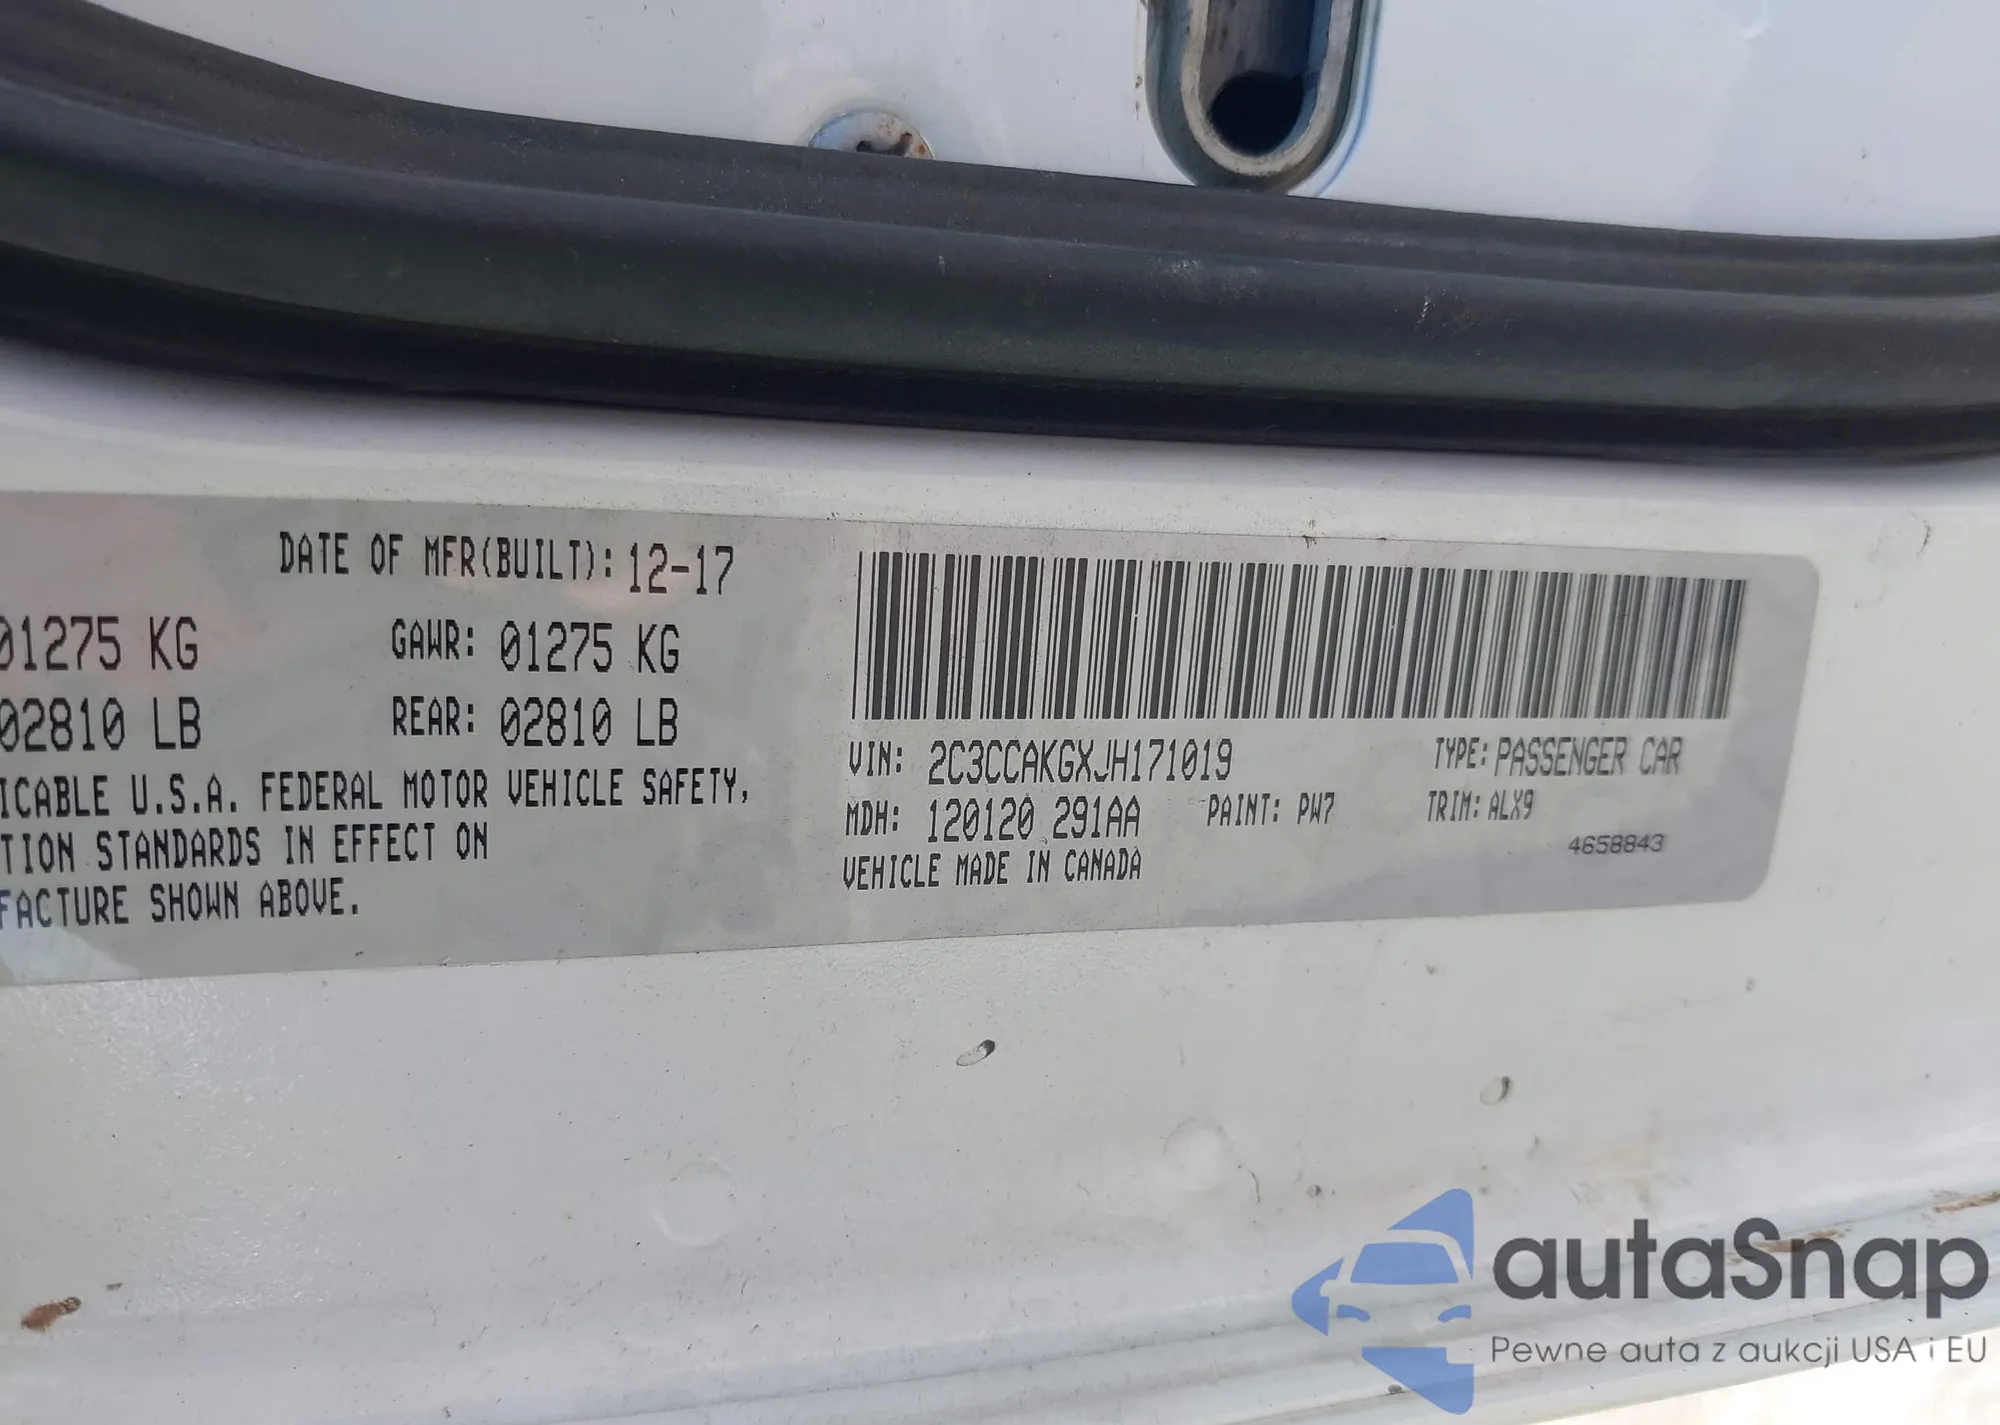 DATE OF MFR(BUILT): 12-17
01275 KG GAWR: 01275 KG
02810 LB REAR: 02810 LB
ICABLE U.S.A. FEDERAL MOTOR VEHICLE SAFETY,
TION STANDARDS IN EFFECT ON
FACTURE SHOWN ABOVE.
VIN: 2C3CCAKGXJH171019 TYPE: PASSENGER CAR
MDH: 120120 291AA PAINT: PW7 TRIM: ALX9
VEHICLE MADE IN CANADA 4658843
autaSnap
Pewne auta z aukcji USA i EU